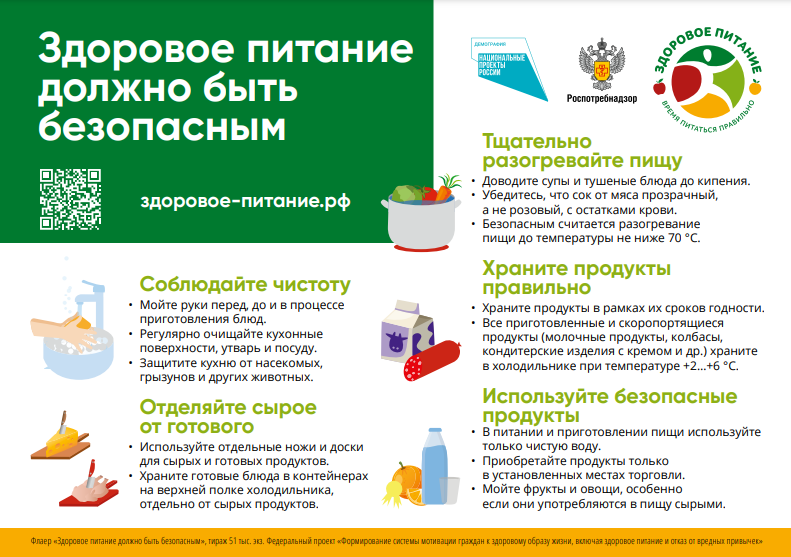 Здоровое питание
должно быть
безопасным
здоровое-питание.рф
ДЕМОГРАФИЯ
НАЦИОНАЛЬНЫЕ
ПРОЕКТЫ
РОССИИ
Роспотребнадзор
ЗДОРОВОЕ ПИТАНИЕ
ВРЕМЯ ПИТАТЬСЯ ПРАВИЛЬНО
Соблюдайте чистоту
• Мойте руки перед, до и в процессе
приготовления блюд.
• Регулярно очищайте кухонные
поверхности, утварь и посуду.
• Защитите кухню от насекомых,
грызунов и других животных.
Отделяйте сырое
от готового
• Используйте отдельные ножи и доски
для сырых и готовых продуктов.
• Храните готовые блюда в контейнерах
на верхней полке холодильника,
отдельно от сырых продуктов.
Тщательно
разогревайте пищу
• Доводите супы и тушеные блюда до кипения.
• Убедитесь, что сок от мяса прозрачный,
а не розовый, с остатками крови.
• Безопасным считается разогревание
пищи до температуры не ниже 70 °C.
Храните продукты
правильно
• Храните продукты в рамках их сроков годности.
• Все приготовленные и скоропортящиеся
продукты (молочные продукты, колбасы,
кондитерские изделия с кремом и др.) храните
в холодильнике при температуре +2...+6 °C.
Используйте безопасные
продукты
• В питании и приготовлении пищи используйте
только чистую воду.
• Приобретайте продукты только
в установленных местах торговли.
• Мойте фрукты и овощи, особенно
если они употребляются в пищу сырыми.
Флаер «Здоровое питание должно быть безопасным», тираж 51 тыс. экз. Федеральный проект «Формирование системы мотивации граждан к здоровому образу жизни, включая здоровое питание и отказ от вредных привычек»